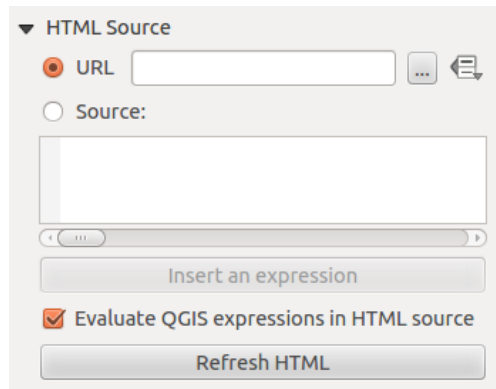 HTML Source
URL ...
Source:
Insert an expression
Evaluate QGIS expressions in HTML source
Refresh HTML